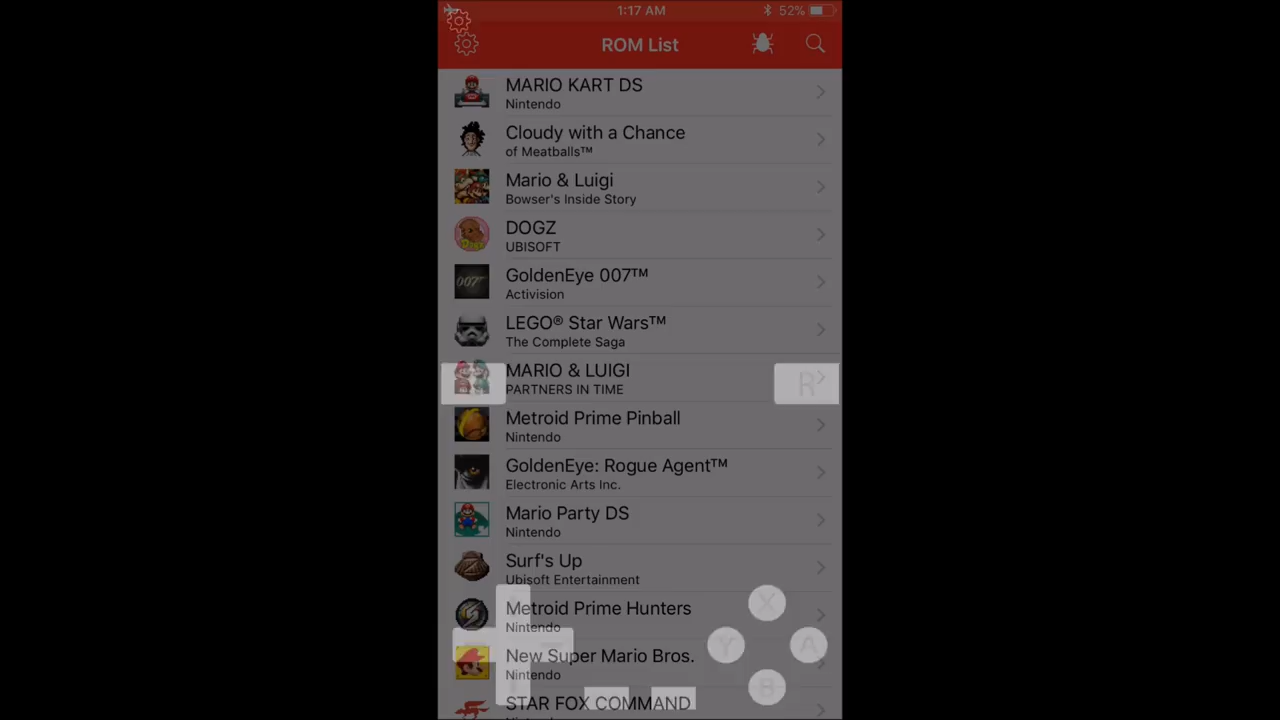 1:17 AM
52%
ROM List
MARIO KART DS
Nintendo
Cloudy with a Chance
of Meatballs™
Mario & Luigi
Bowser's Inside Story
DOGZ
UBISOFT
007
GoldenEye 007™
Activision
LEGO® Star Wars™
The Complete Saga
MARIO & LUIGI
PARTNERS IN TIME
R
Metroid Prime Pinball
Nintendo
GoldenEye: Rogue Agent™
Electronic Arts Inc.
Mario Party DS
Nintendo
Surf's Up
Ubisoft Entertainment
X
Metroid Prime Hunters
Nintendo
Y
A
New Super Mario Bros.
Nintendo
B
STAR FOX COMMAND